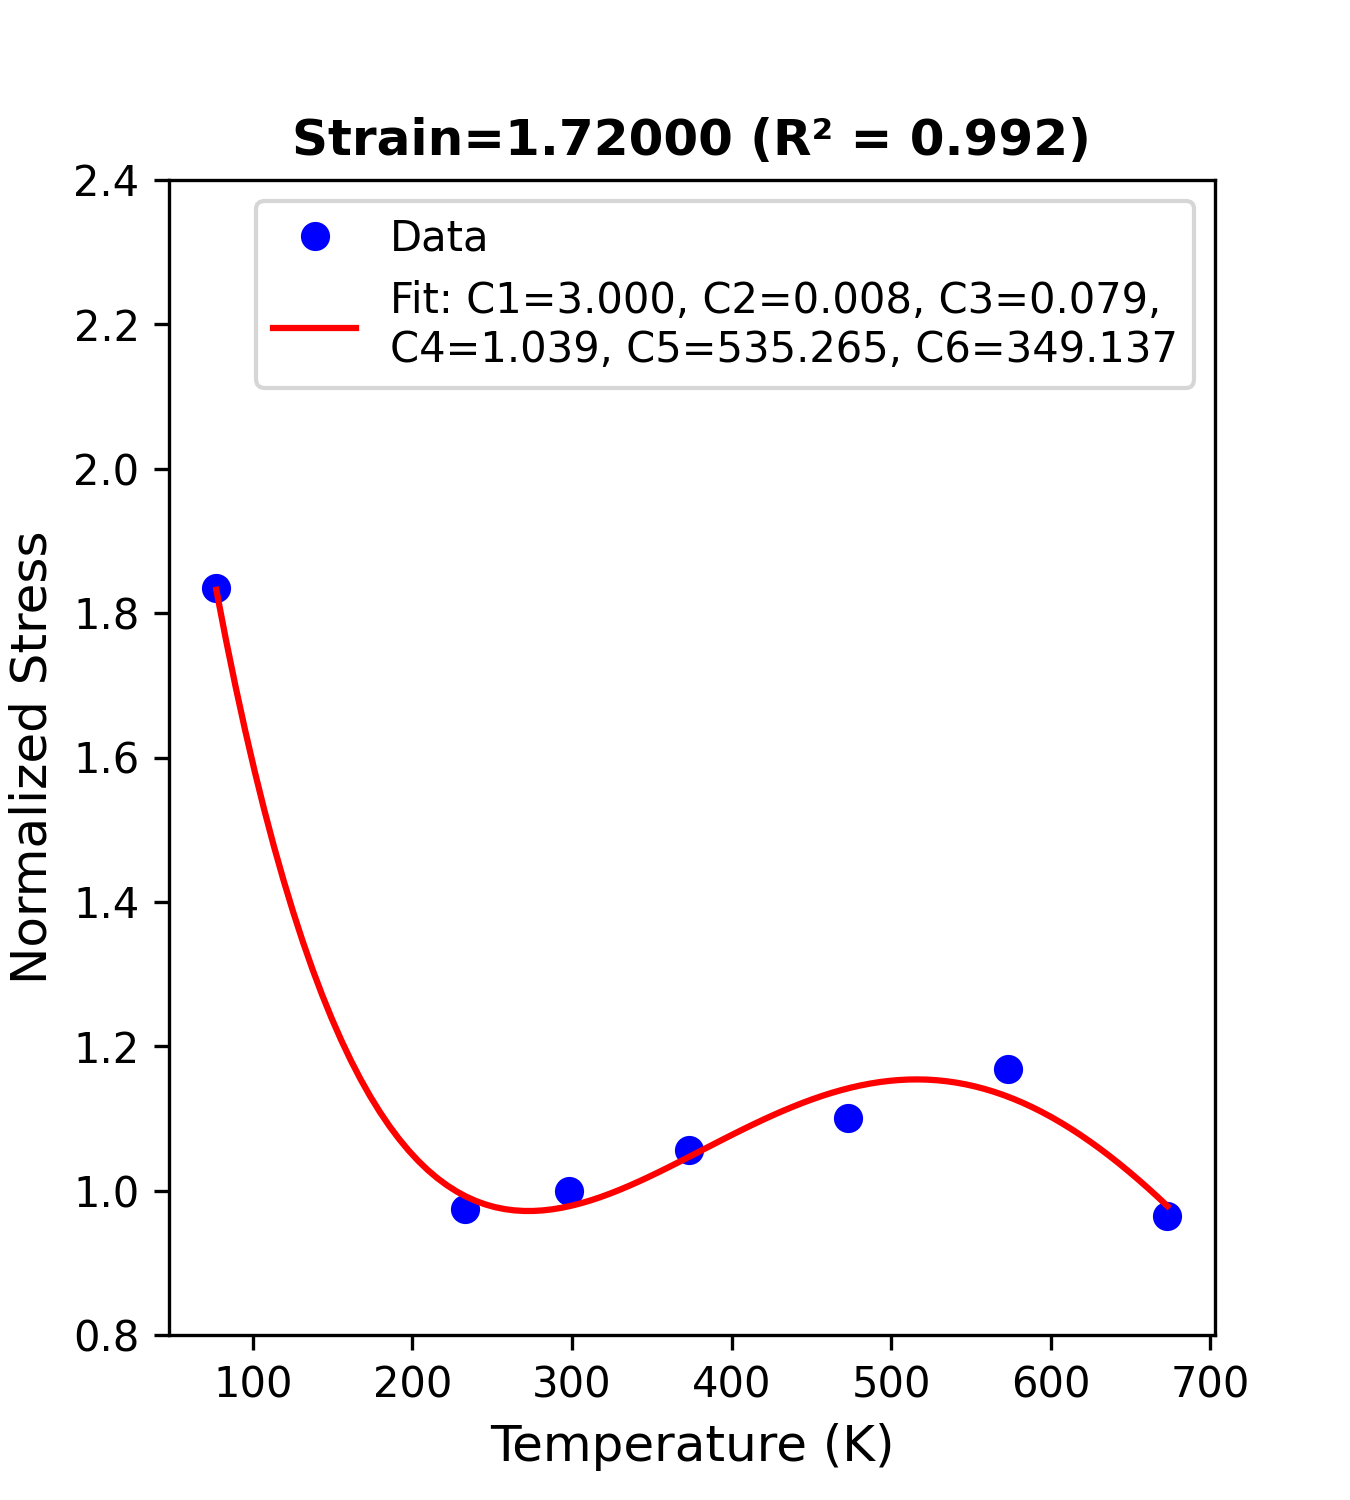 Strain=1.72000 (R² = 0.992)
Data
Fit: C1=3.000, C2=0.008, C3=0.079,
C4=1.039, C5=535.265, C6=349.137
2.4
2.2
2.0
1.8
1.6
1.4
1.2
1.0
0.8
Normalized Stress
100 200 300 400 500 600 700
Temperature (K)